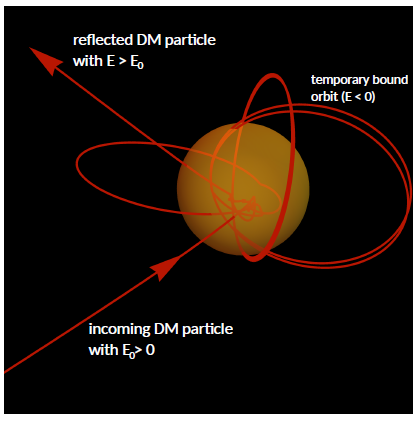 reflected DM particle
with E > E₀
temporary bound
orbit (E < 0)
incoming DM particle
with E₀> 0